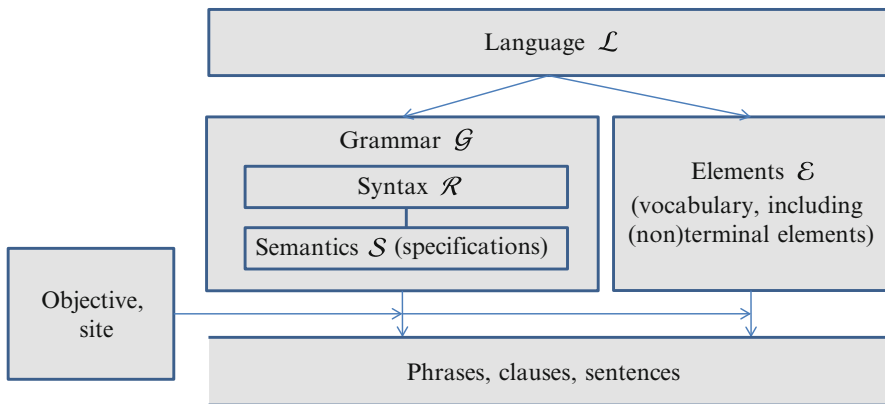 Language ℒ
Grammar 𝒢
Syntax ℛ
Semantics 𝒮 (specifications)
Elements ℰ
(vocabulary, including
(non)terminal elements)
Objective,
site
Phrases, clauses, sentences